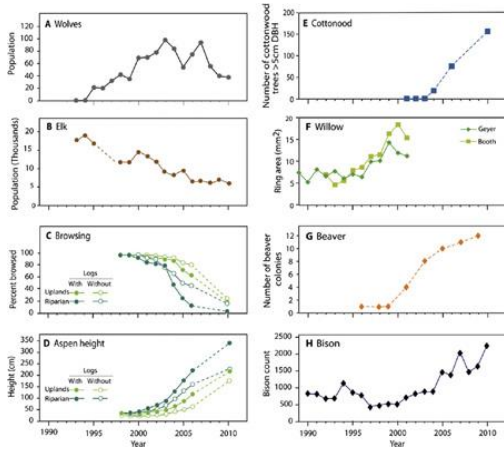 A Wolves
Population
120
100
80
60
40
20
0
B Elk
Population (Thousands)
20
15
10
5
0
C Browsing
Percent browsed
100
80
60
40
20
0
Logs
With Without
Uplands
Riparian
D Aspen height
Height (cm)
350
300
250
200
150
100
50
0
Logs
With Without
Uplands
Riparian
1990 1995 2000 2005 2010
Year
E Cottonood
Number of cottonwood
trees >5cm DBH
200
150
100
50
0
F Willow
Ring area (mm2)
20
15
10
5
0
Geyer
Booth
G Beaver
Number of beaver
colonies
12
10
8
6
4
2
0
H Bison
Bison count
2500
2000
1500
1000
500
0
1990 1995 2000 2005 2010
Year